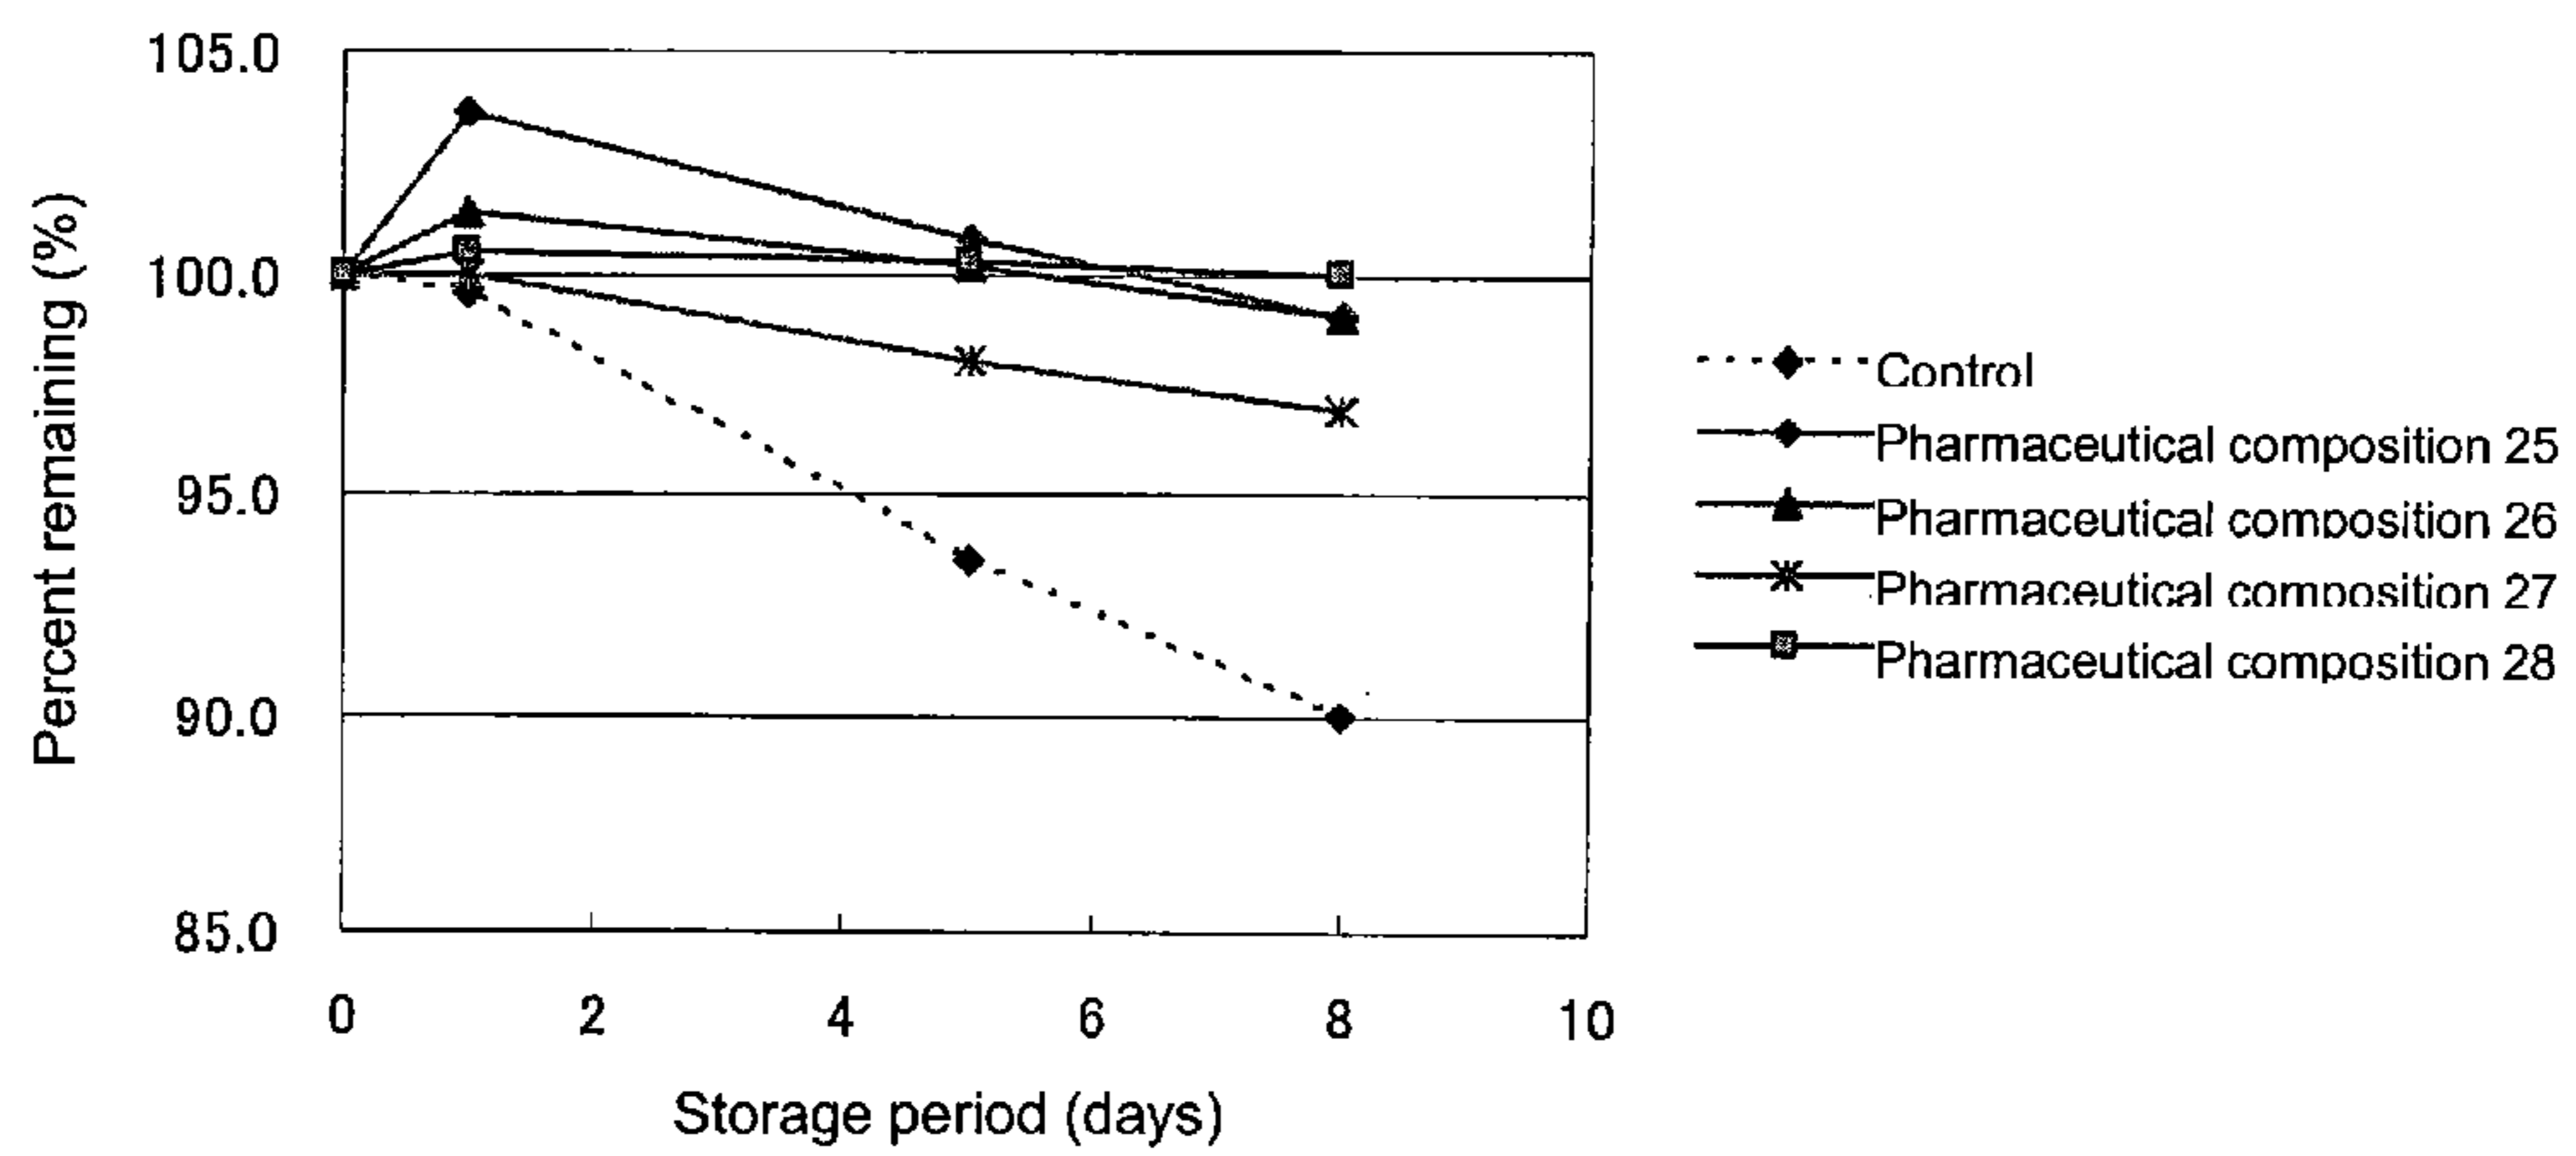 105.0
100.0
95.0
90.0
85.0
Percent remaining (%)
0 2 4 6 8 10
Storage period (days)
Control
Pharmaceutical composition 25
Pharmaceutical composition 26
Pharmaceutical composition 27
Pharmaceutical composition 28